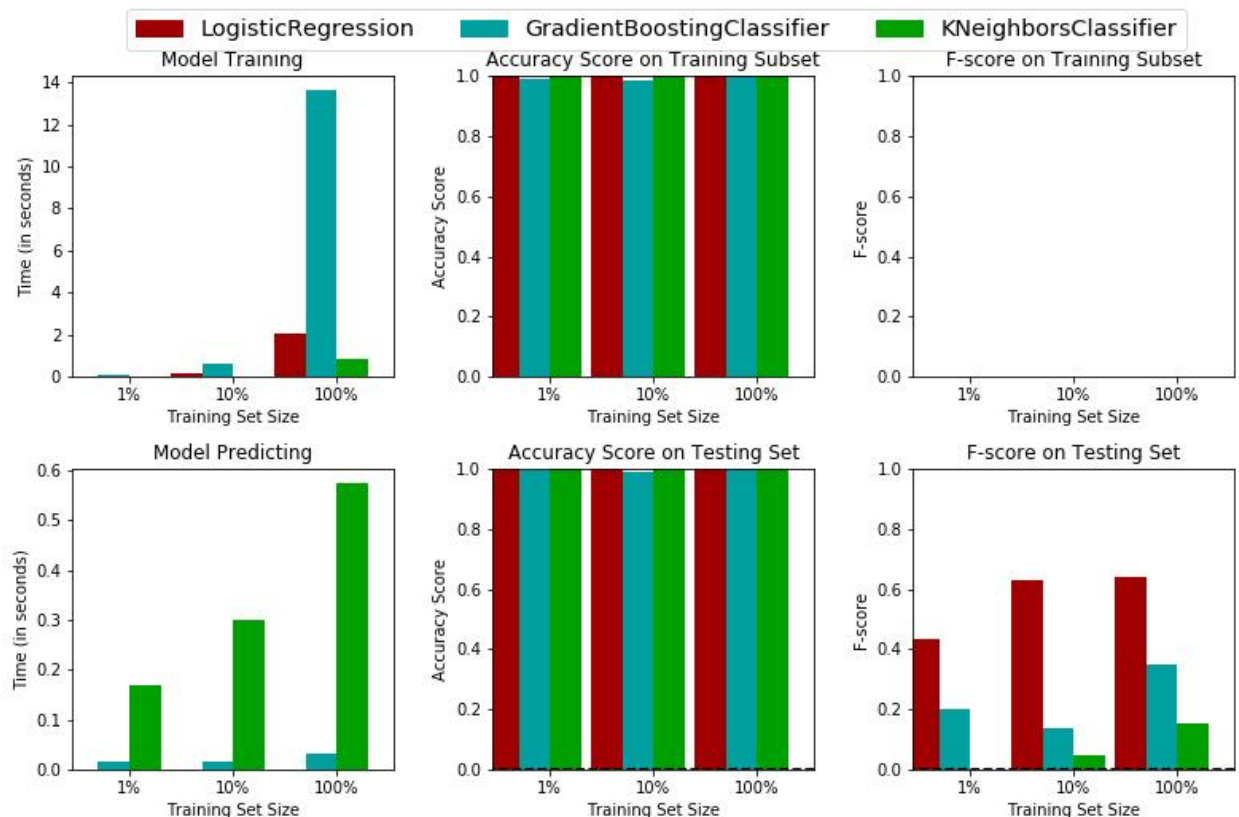 LogisticRegression GradientBoostingClassifier KNeighborsClassifier
Model Training
14
12
10
8
6
4
2
0
Time (in seconds)
1% 10% 100%
Training Set Size
Accuracy Score on Training Subset
1.0
0.8
0.6
0.4
0.2
0.0
Accuracy Score
1% 10% 100%
Training Set Size
F-score on Training Subset
1.0
0.8
0.6
0.4
0.2
0.0
F-score
1% 10% 100%
Training Set Size
Model Predicting
0.6
0.5
0.4
0.3
0.2
0.1
0.0
Time (in seconds)
1% 10% 100%
Training Set Size
Accuracy Score on Testing Set
1.0
0.8
0.6
0.4
0.2
0.0
Accuracy Score
1% 10% 100%
Training Set Size
F-score on Testing Set
1.0
0.8
0.6
0.4
0.2
0.0
F-score
1% 10% 100%
Training Set Size